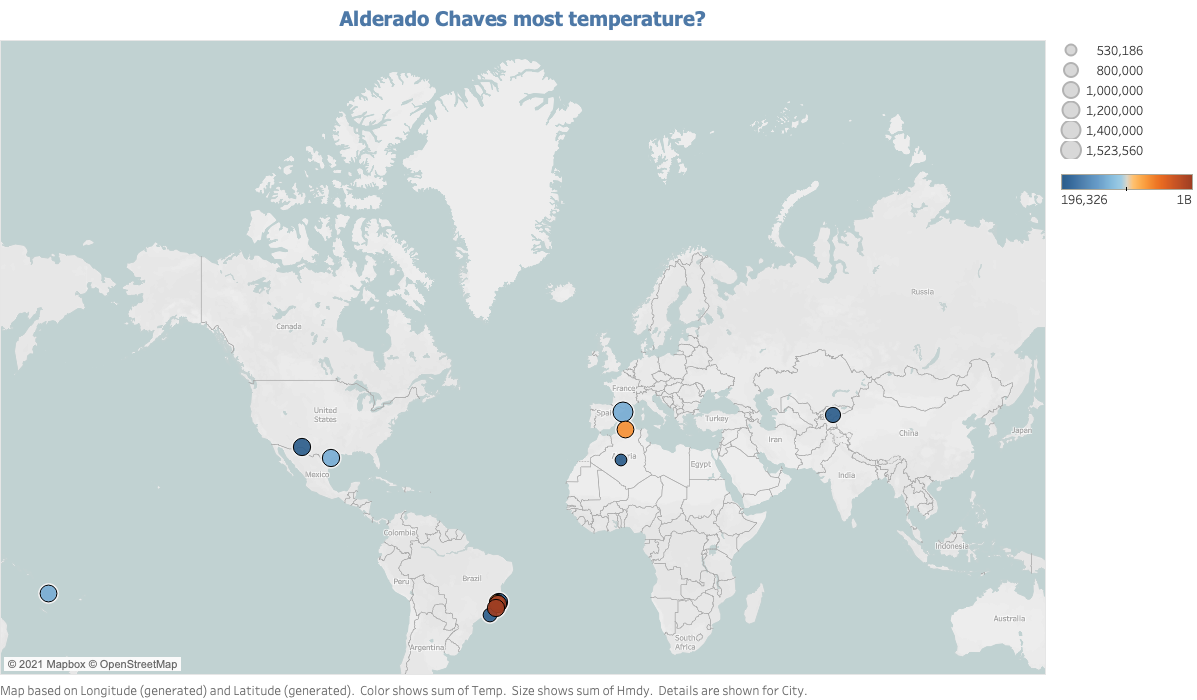 Alderado Chaves most temperature?
530,186
800,000
1,000,000
1,200,000
1,400,000
1,523,560
196,326 1B
Russia
Canada
France
United
States
Spai
Turkey
Japan
China
Iran
Mexico
Egypt
India
Colombia
Indonesia
Brazil
Peru
Australia
South
Africa
Argentina
© 2021 Mapbox © OpenStreetMap
Map based on Longitude (generated) and Latitude (generated). Color shows sum of Temp. Size shows sum of Hmdy. Details are shown for City.